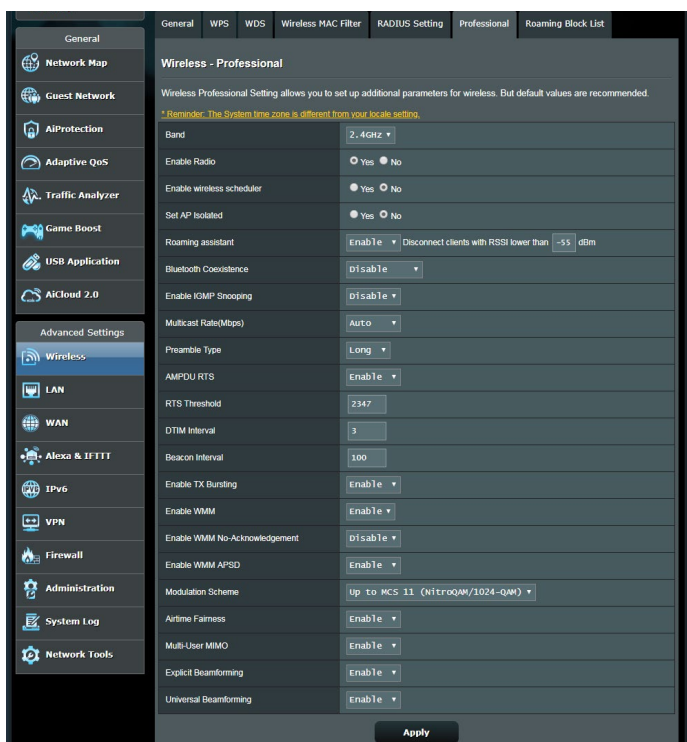 General WPS WDS Wireless MAC Filter RADIUS Setting Professional Roaming Block List
General
Network Map
Guest Network
AiProtection
Adaptive QoS
Traffic Analyzer
Game Boost
USB Application
AiCloud 2.0
Advanced Settings
Wireless
LAN
WAN
Alexa & IFTTT
IPv6
VPN
Firewall
Administration
System Log
Network Tools
Wireless - Professional
Wireless Professional Setting allows you to set up additional parameters for wireless. But default values are recommended.
* Reminder: The System time zone is different from your locale setting.
Band 2.4GHz
Enable Radio Yes No
Enable wireless scheduler Yes No
Set AP Isolated Yes No
Roaming assistant Enable Disconnect clients with RSSI lower than -55 dBm
Bluetooth Coexistence Disable
Enable IGMP Snooping Disable
Multicast Rate(Mbps) Auto
Preamble Type Long
AMPDU RTS Enable
RTS Threshold 2347
DTIM Interval 3
Beacon Interval 100
Enable TX Bursting Enable
Enable WMM Enable
Enable WMM No-Acknowledgement Disable
Enable WMM APSD Enable
Modulation Scheme Up to MCS 11 (NitroQAM/1024-QAM)
Airtime Fairness Enable
Multi-User MIMO Enable
Explicit Beamforming Enable
Universal Beamforming Enable
Apply